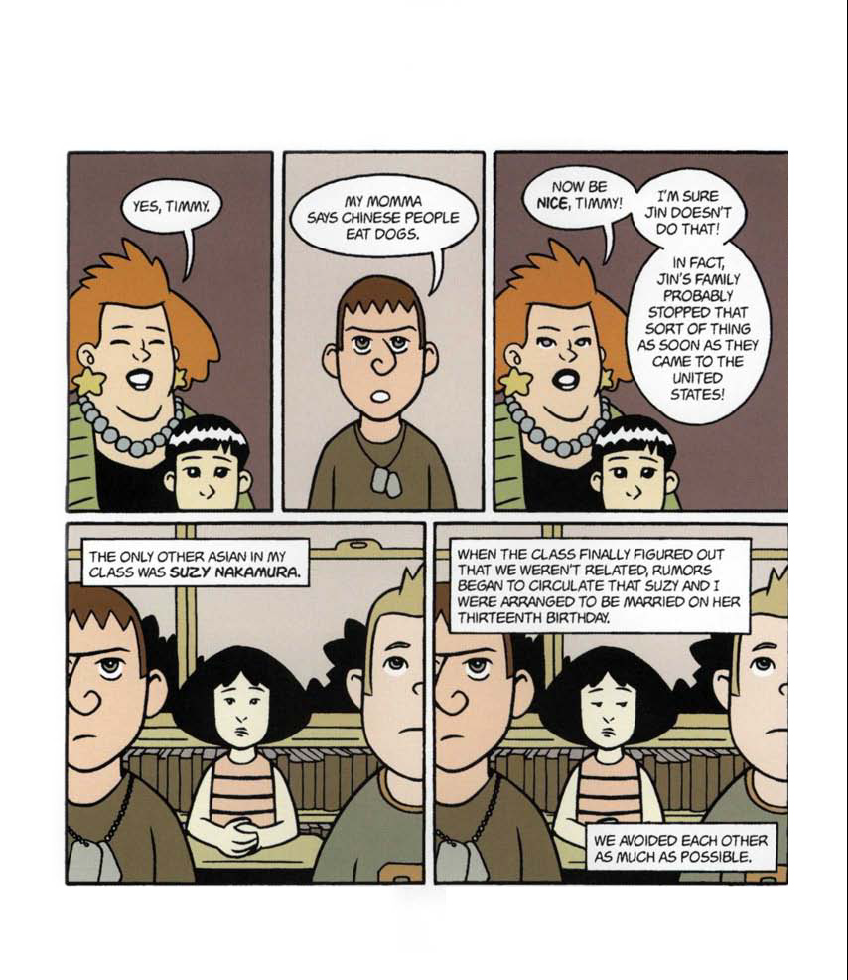 YES, TIMMY.
MY MOMMA
SAYS CHINESE PEOPLE
EAT DOGS.
NOW BE
NICE, TIMMY!
I'M SURE
JIN DOESN'T
DO THAT!
IN FACT,
JIN'S FAMILY
PROBABLY
STOPPED THAT
SORT OF THING
AS SOON AS THEY
CAME TO THE
UNITED
STATES!
THE ONLY OTHER ASIAN IN MY
CLASS WAS SUZY NAKAMURA.
WHEN THE CLASS FINALLY FIGURED OUT
THAT WE WEREN'T RELATED, RUMORS
BEGAN TO CIRCULATE THAT SUZY AND I
WERE ARRANGED TO BE MARRIED ON HER
THIRTEENTH BIRTHDAY.
WE AVOIDED EACH OTHER
AS MUCH AS POSSIBLE.